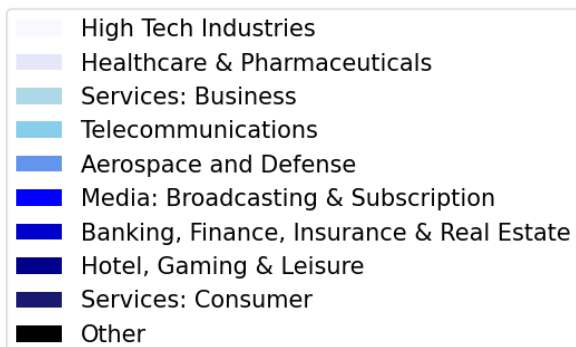 High Tech Industries
Healthcare & Pharmaceuticals
Services: Business
Telecommunications
Aerospace and Defense
Media: Broadcasting & Subscription
Banking, Finance, Insurance & Real Estate
Hotel, Gaming & Leisure
Services: Consumer
Other